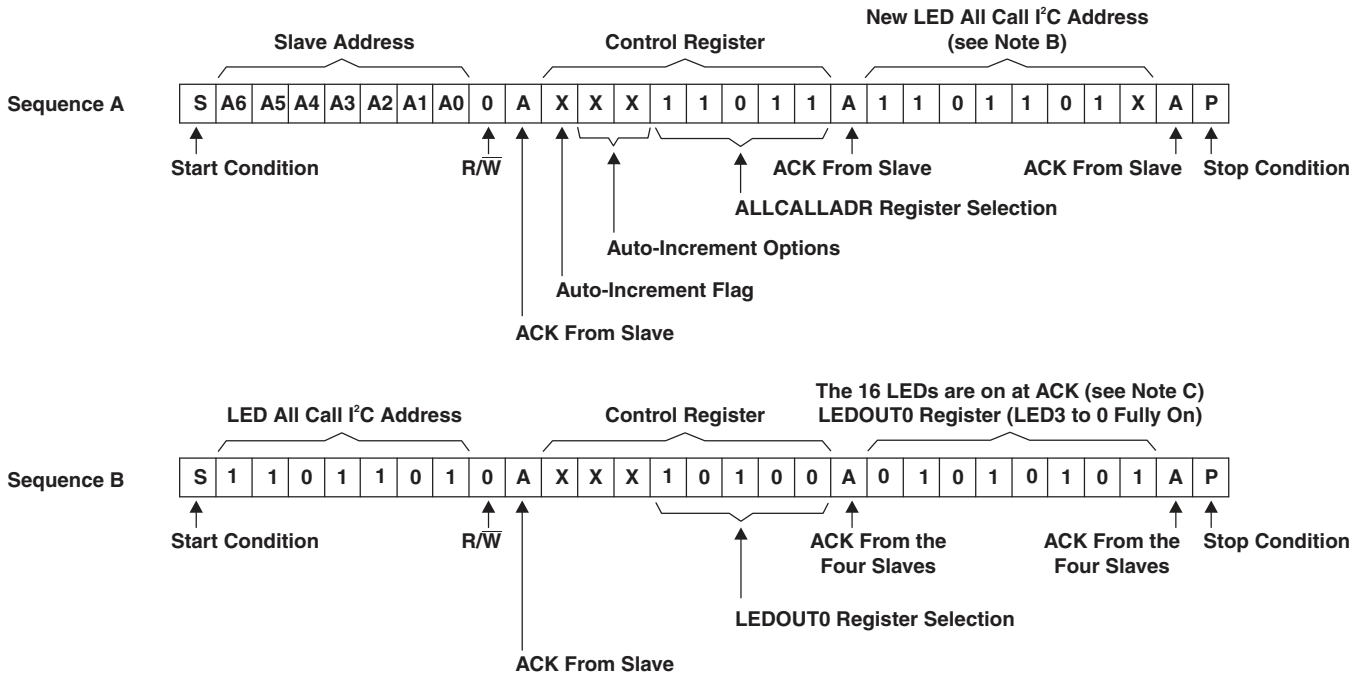 New LED All Call I²C Address
(see Note B)
Slave Address
Control Register
Sequence A
S A6 A5 A4 A3 A2 A1 A0 0 A X X X 1 1 0 1 1 A 1 1 0 1 1 0 1 X A P
Start Condition
R/W̅
ACK From Slave
ACK From Slave
Stop Condition
ALLCALLADR Register Selection
Auto-Increment Options
Auto-Increment Flag
ACK From Slave
The 16 LEDs are on at ACK (see Note C)
LEDOUT0 Register (LED3 to 0 Fully On)
LED All Call I²C Address
Control Register
Sequence B
S 1 1 0 1 1 0 1 0 A X X X 1 0 1 0 0 A 0 1 0 1 0 1 0 1 A P
Start Condition
R/W̅
ACK From the
Four Slaves
ACK From the
Four Slaves
Stop Condition
LEDOUT0 Register Selection
ACK From Slave